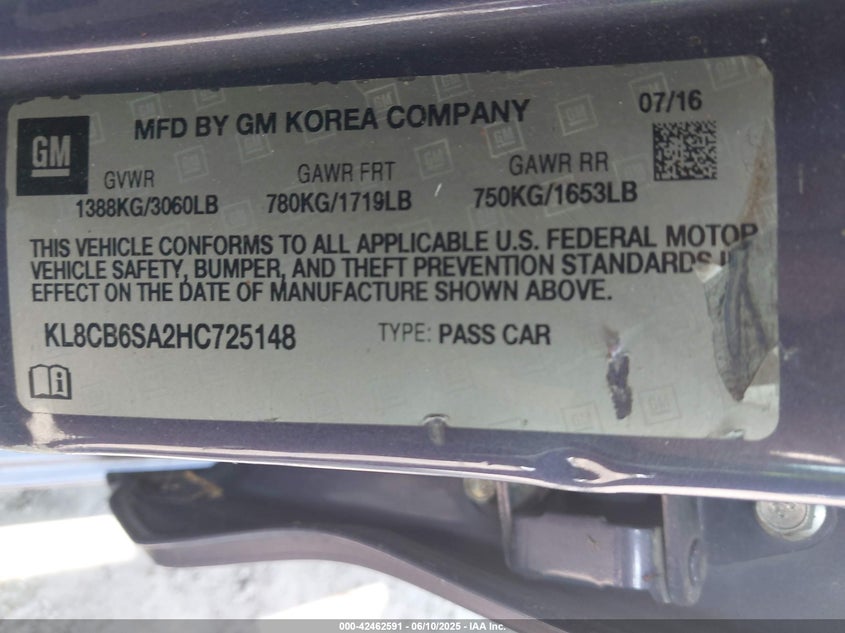 GM
MFD BY GM KOREA COMPANY
07/16
GVWR GAWR FRT GAWR RR
1388KG/3060LB 780KG/1719LB 750KG/1653LB
THIS VEHICLE CONFORMS TO ALL APPLICABLE U.S. FEDERAL MOTOR
VEHICLE SAFETY, BUMPER, AND THEFT PREVENTION STANDARDS
EFFECT ON THE DATE OF MANUFACTURE SHOWN ABOVE.
KL8CB6SA2HC725148 TYPE: PASS CAR
000-42462591 - 06/10/2025 - IAA Inc.